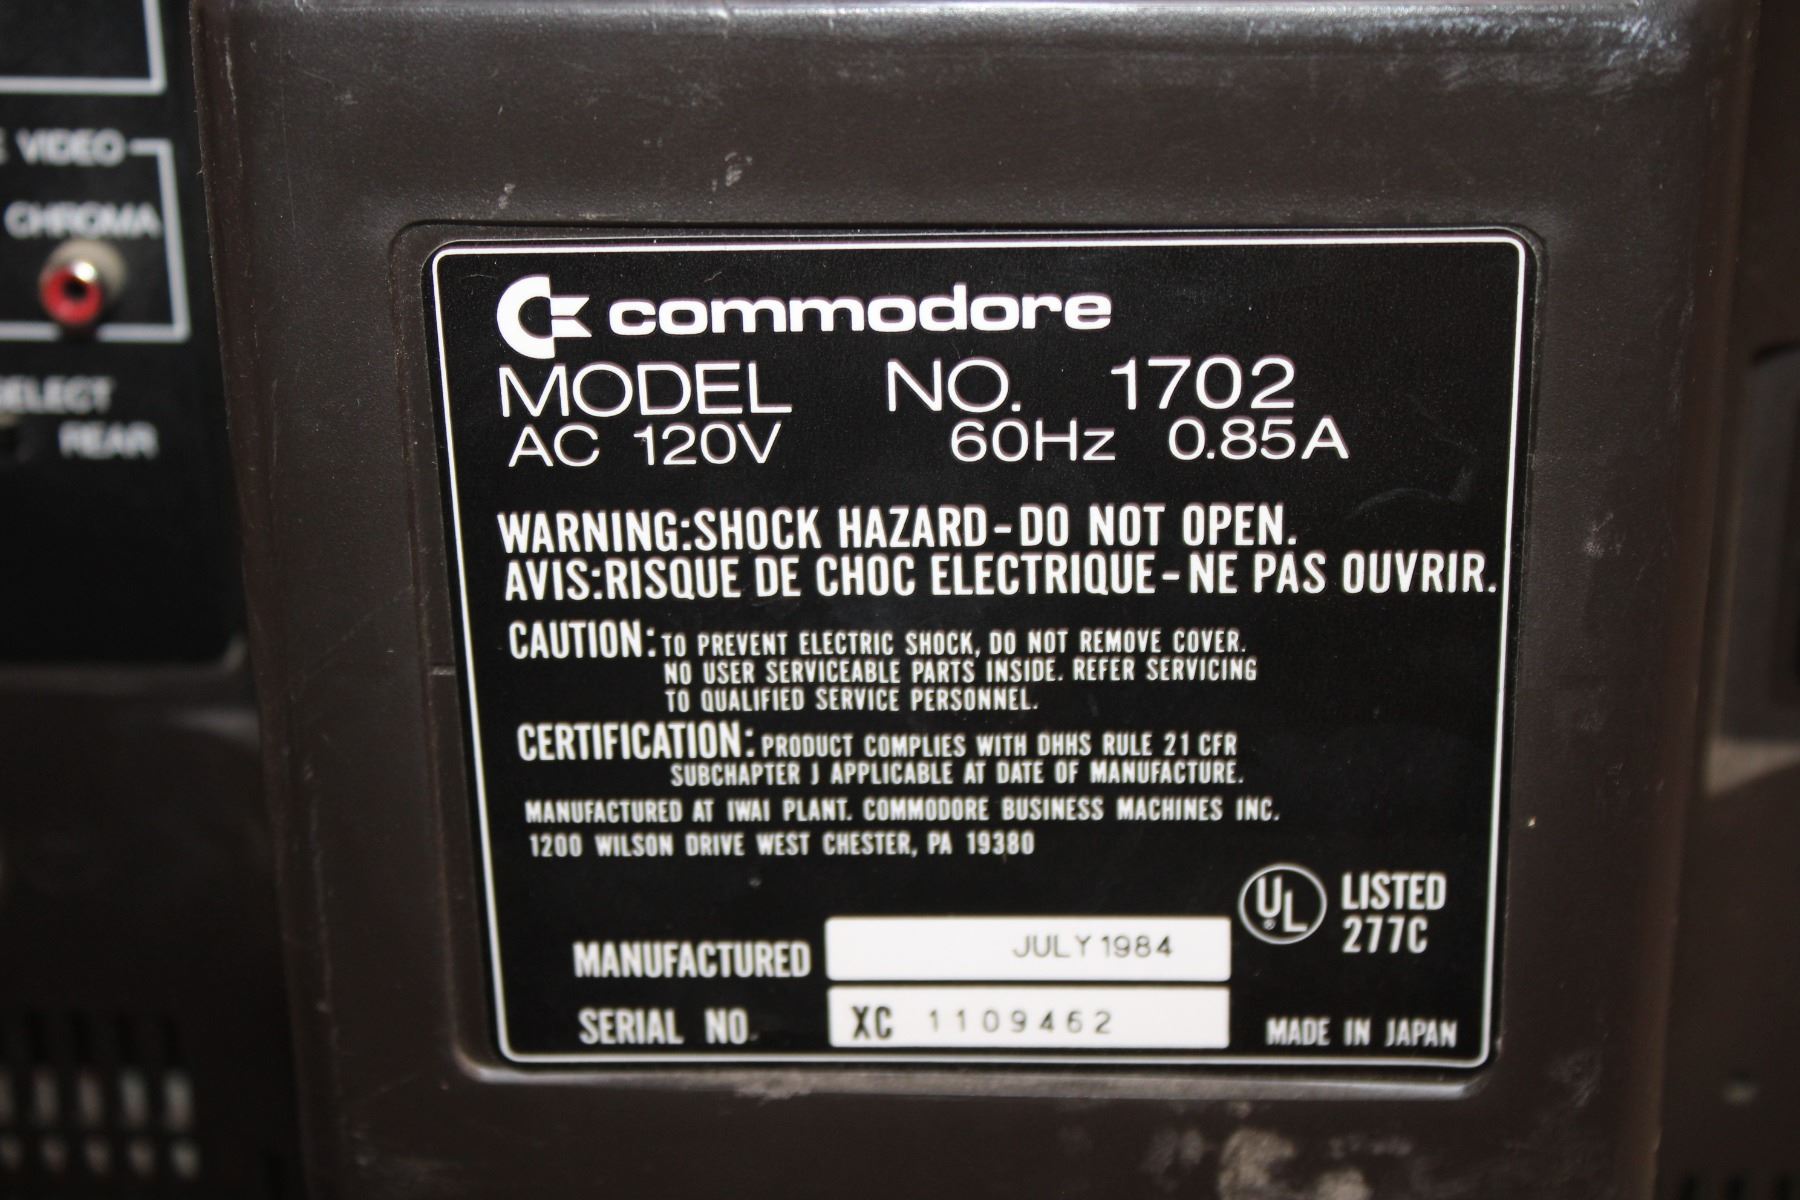 VIDEO
CHROMA
SELECT
REAR
commodore
MODEL NO. 1702
AC 120V 60Hz 0.85A
WARNING:SHOCK HAZARD-DO NOT OPEN.
AVIS:RISQUE DE CHOC ELECTRIQUE-NE PAS OUVRIR.
CAUTION: TO PREVENT ELECTRIC SHOCK, DO NOT REMOVE COVER.
NO USER SERVICEABLE PARTS INSIDE. REFER SERVICING
TO QUALIFIED SERVICE PERSONNEL.
CERTIFICATION: PRODUCT COMPLIES WITH DHHS RULE 21 CFR
SUBCHAPTER J APPLICABLE AT DATE OF MANUFACTURE.
MANUFACTURED AT IWAI PLANT. COMMODORE BUSINESS MACHINES INC.
1200 WILSON DRIVE WEST CHESTER, PA 19380
UL LISTED
277C
MANUFACTURED JULY 1984
SERIAL NO. XC 1109462
MADE IN JAPAN